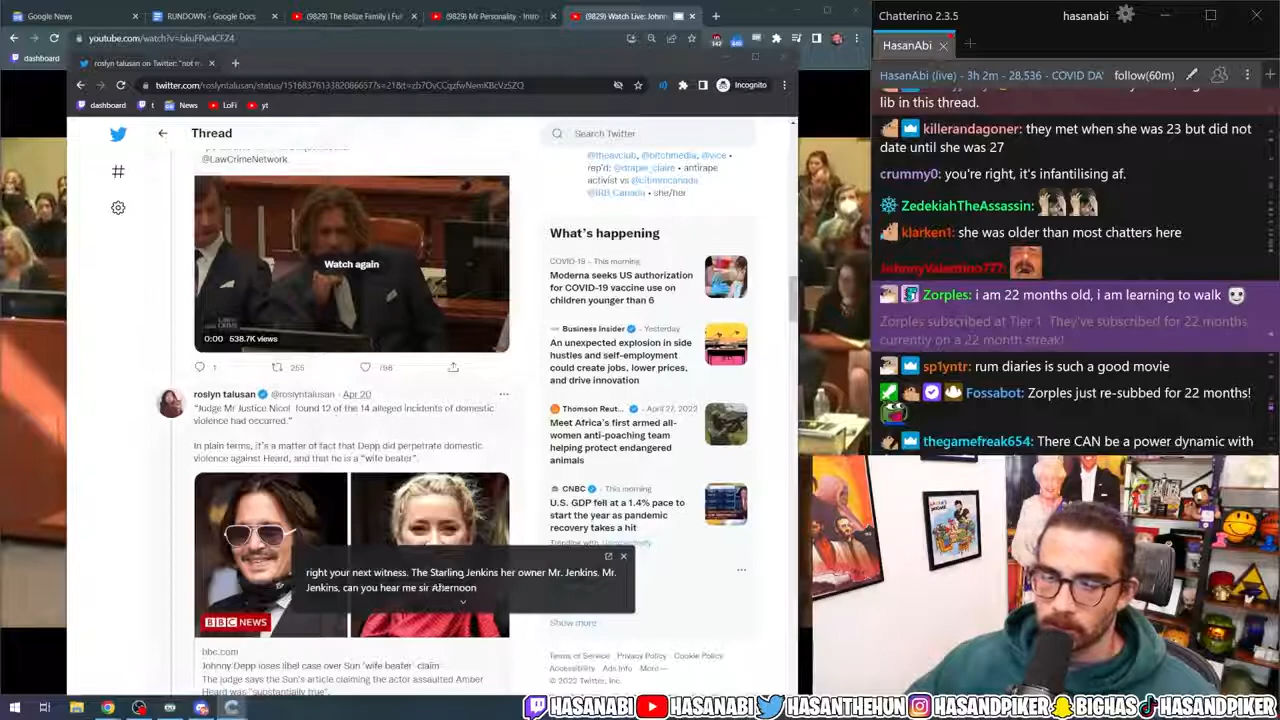 Google News
RUNDOWN - Google Docs
(9829) The Belize Family | Ful
(9829) Mr Personality - Intro
(9829) Watch Live: Johnn
youtube.com/watch?v=bkuFPw4CFZ4
dashboard
roslyn talusan on Twitter: "not m
twitter.com/roslyntalusan/status/1516837613382086657?s=21&t=zb7OvCCqzfwNemKBcVzSZQ
Incognito
dashboard
t
News
LoFi
yt
Thread
Search Twitter
@LawCrimeNetwork
Watch again
0:00 538.7K views
1
255
798
roslyn talusan @roslyntalusan · Apr 20
"Judge Mr Justice Nicol found 12 of the 14 alleged incidents of domestic
violence had occurred."
In plain terms, it's a matter of fact that Depp did perpetrate domestic
violence against Heard, and that he is a "wife beater".
BBC NEWS
bbc.com
Johnny Depp loses libel case over Sun 'wife beater' claim
The judge says the Sun's article claiming the actor assaulted Amber
Heard was "substantially true".
@theavclub, @bitchmedia, @vice •
rep'd: @draper_claire • antirape
activist vs @citimmcanada
@IRB_Canada • she/her
What's happening
COVID-19 · This morning
Moderna seeks US authorization
for COVID-19 vaccine use on
children younger than 6
Business Insider · Yesterday
An unexpected explosion in side
hustles and self-employment
could create jobs, lower prices,
and drive innovation
Thomson Reut... · April 27, 2022
Meet Africa's first armed all-
women anti-poaching team
helping protect endangered
animals
CNBC · This morning
U.S. GDP fell at a 1.4% pace to
start the year as pandemic
recovery takes a hit
Trending with
right your next witness. The Starling Jenkins her owner Mr. Jenkins. Mr.
Jenkins, can you hear me sir Afternoon
Show more
Terms of Service Privacy Policy Cookie Policy
Accessibility Ads Info More
© 2022 Twitter, Inc.
Chatterino 2.3.5
hasanabi
HasanAbi
HasanAbi (live) - 3h 2m - 28,536 - COVID DA'
follow(60m)
lib in this thread.
killerandagoner: they met when she was 23 but did not
date until she was 27
crummy0: you're right, it's infantilising af.
ZedekiahTheAssassin:
klarken1: she was older than most chatters here
JohnnyValentino777:
Zorples: i am 22 months old, i am learning to walk
Zorples subscribed at Tier 1. They've subscribed for 22 months
currently on a 22 month streak!
sp1yntr: rum diaries is such a good movie
Fossabot: Zorples just re-subbed for 22 months!
thegamefreak654: There CAN be a power dynamic with
HASANABI HASANABI HASANTHEHUN HASANDPIKER BIGHAS HASANDPIKER